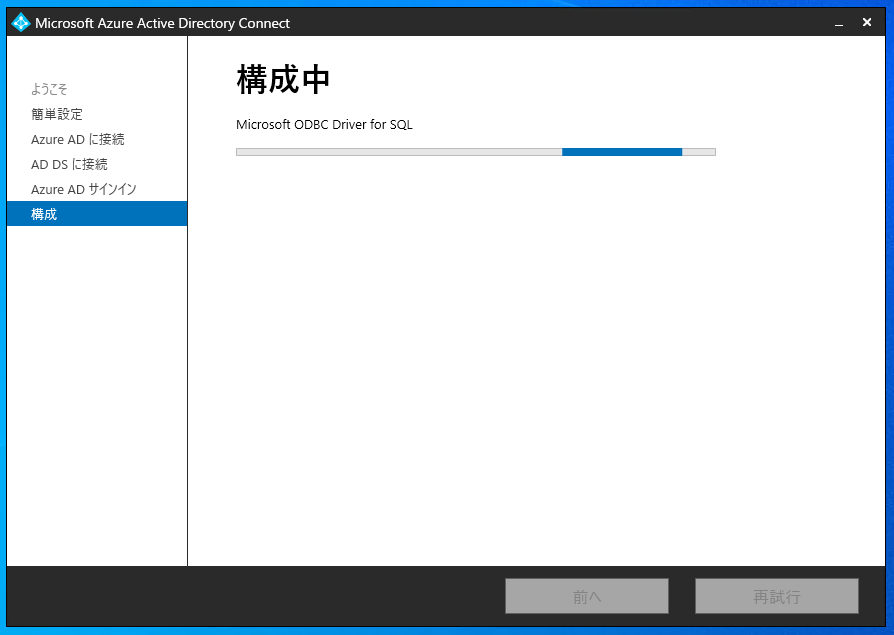 Microsoft Azure Active Directory Connect
ようこそ
簡単設定
Azure AD に接続
AD DS に接続
Azure AD サインイン
構成
構成中
Microsoft ODBC Driver for SQL
前へ
再試行